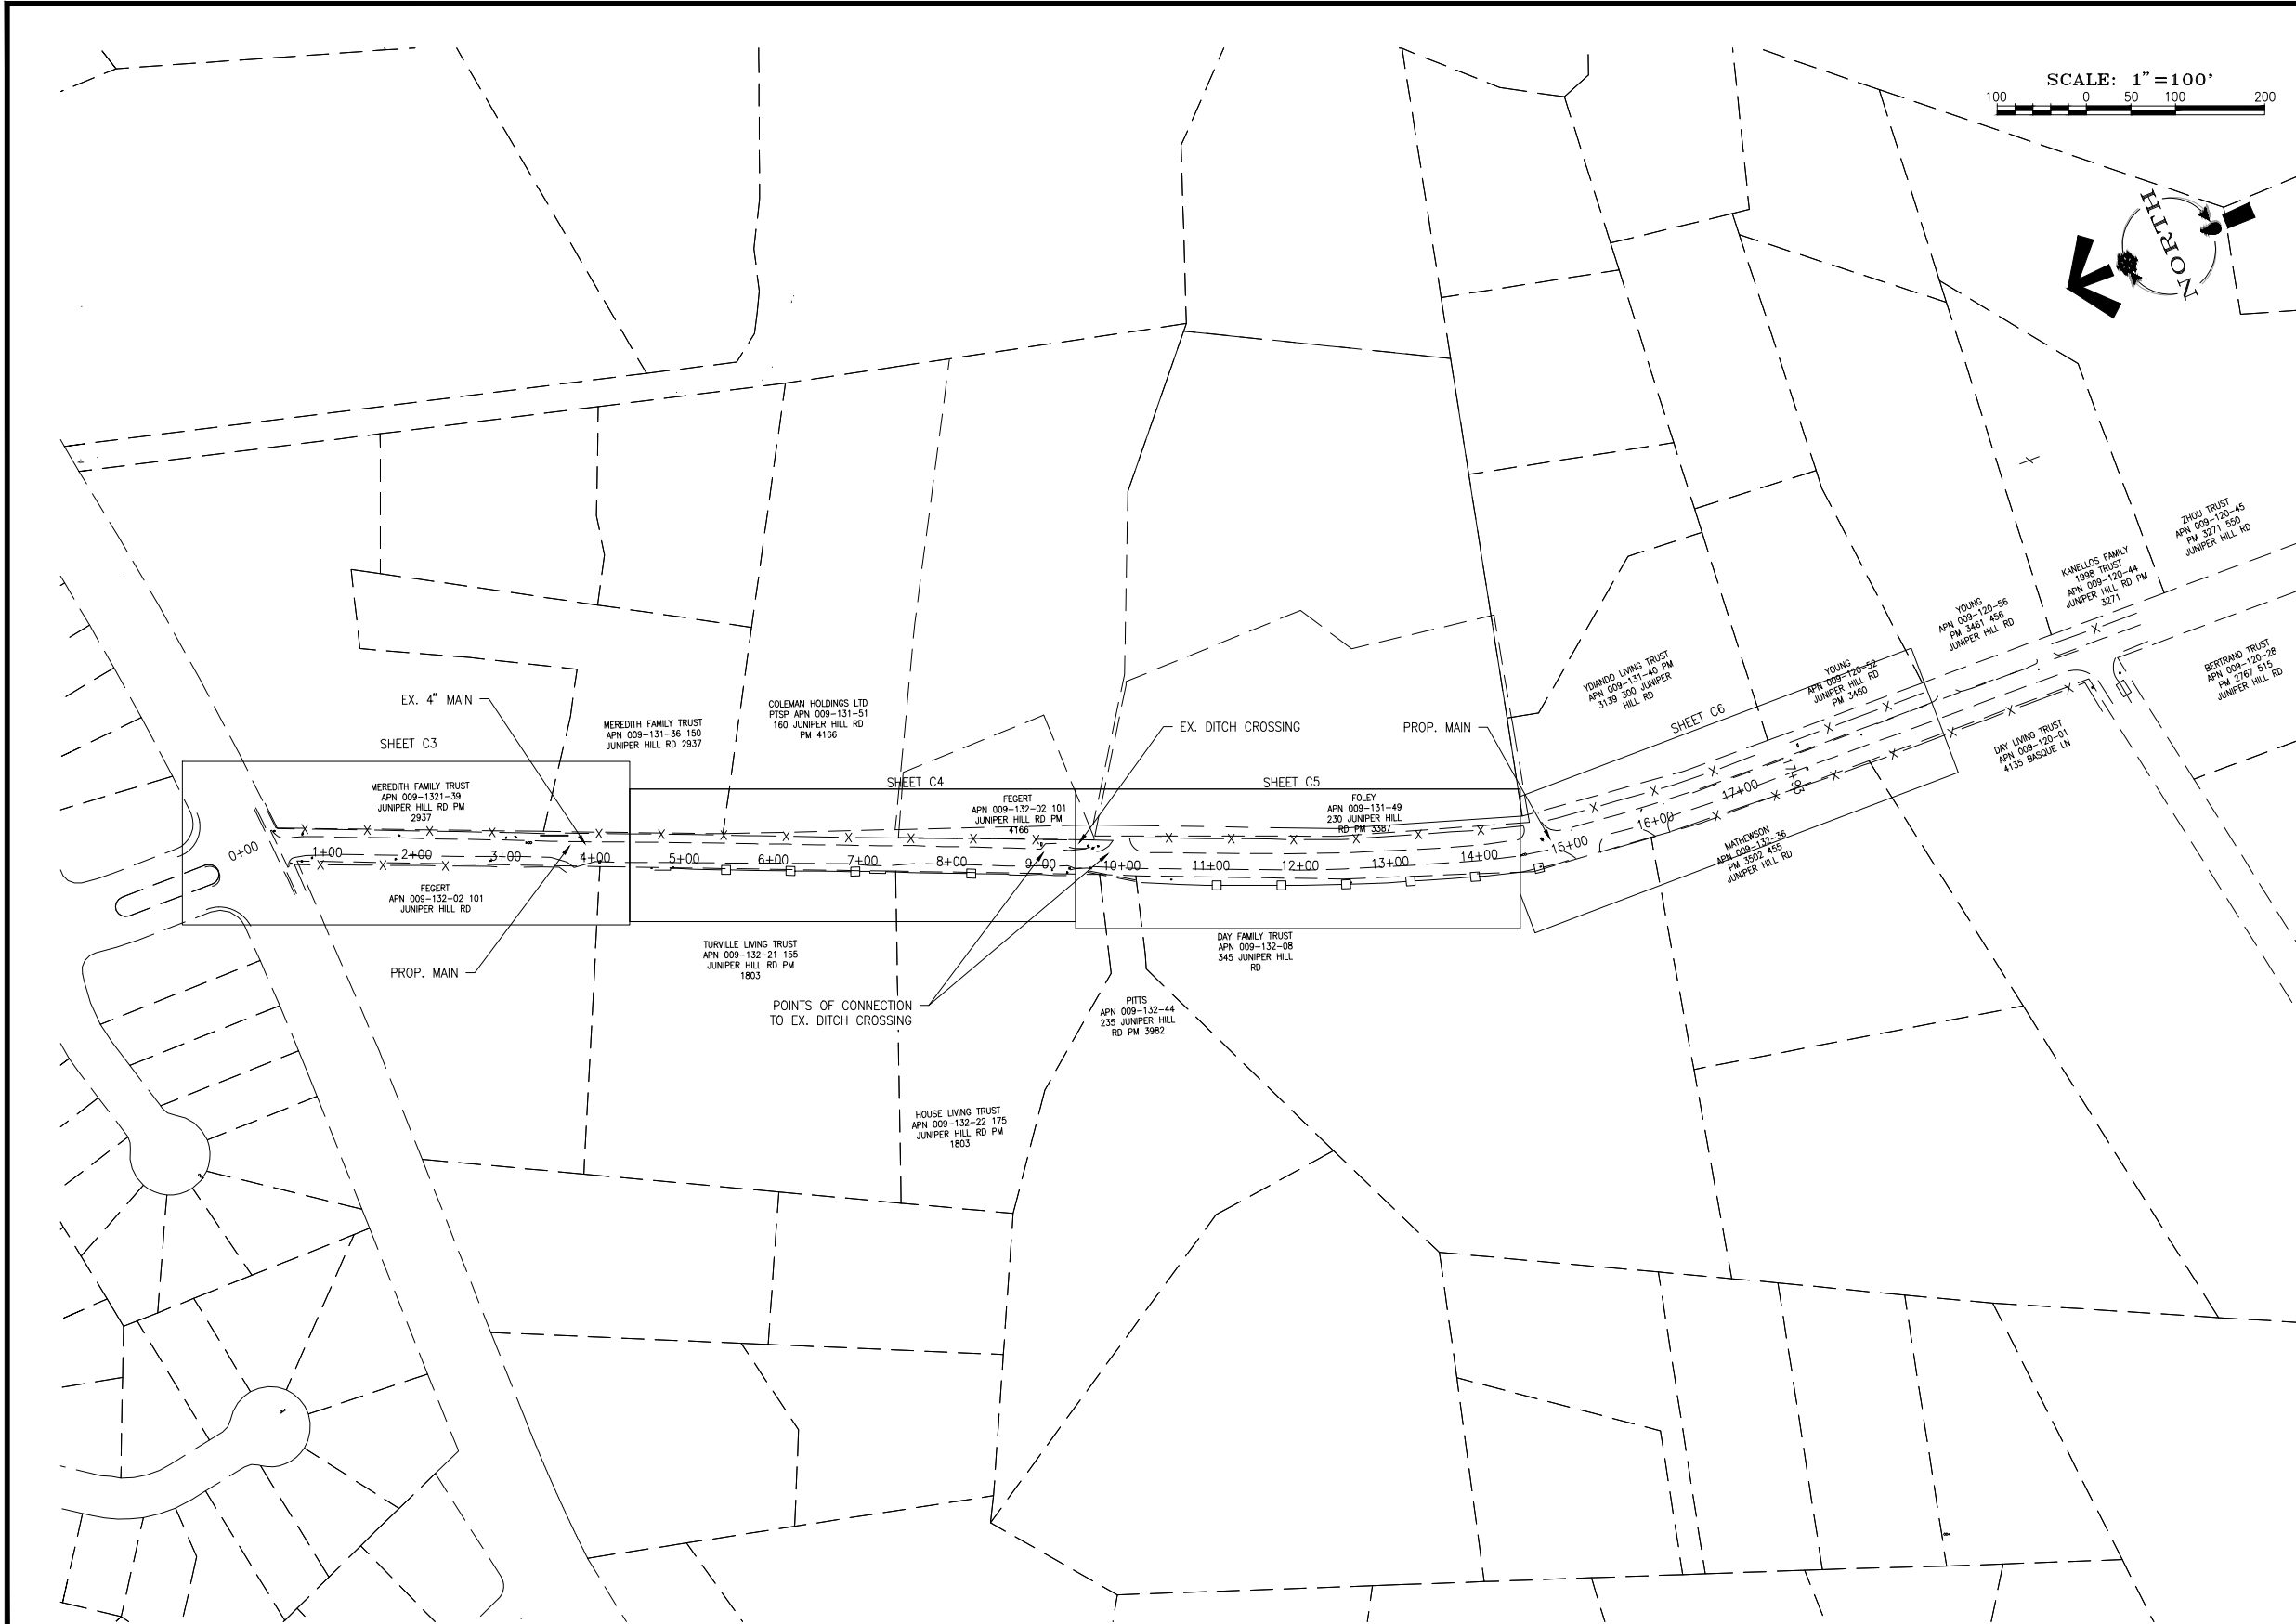 SCALE: 1"=100'
100 0 50 100 200
NORTH
ZHOU TRUST
APN 009-120-45
PM 3271 550
JUNIPER HILL RD
KANELLOS FAMILY
1998 TRUST
APN 009-120-44
JUNIPER HILL RD PM
3271
YOUNG
APN 009-120-56
PM 3461 456
JUNIPER HILL RD
BERTRAND TRUST
APN 009-120-28
PM 2767 515
JUNIPER HILL RD
YOUNG
APN 009-120-52
JUNIPER HILL RD
PM 3460
YDIANDO LIVING TRUST
APN 009-131-40 PM
3139 300 JUNIPER
HILL RD
DAY LIVING TRUST
APN 009-120-01
4135 BASQUE LN
EX. 4" MAIN
COLEMAN HOLDINGS LTD
PTSP APN 009-131-51
160 JUNIPER HILL RD
PM 4166
MEREDITH FAMILY TRUST
APN 009-131-36 150
JUNIPER HILL RD 2937
EX. DITCH CROSSING
PROP. MAIN
SHEET C3
SHEET C4
SHEET C5
SHEET C6
MEREDITH FAMILY TRUST
APN 009-1321-39
JUNIPER HILL RD PM
2937
FEGERT
APN 009-132-02 101
JUNIPER HILL RD PM
4166
FOLEY
APN 009-131-49
230 JUNIPER HILL
RD PM 3387
0+00 1+00 2+00 3+00 4+00 5+00 6+00 7+00 8+00 9+00 10+00 11+00 12+00 13+00 14+00 15+00 16+00 17+00
MATHEWSON
APN 009-132-36
PM 3502 455
JUNIPER HILL RD
FEGERT
APN 009-132-02 101
JUNIPER HILL RD
PROP. MAIN
TURVILLE LIVING TRUST
APN 009-132-21 155
JUNIPER HILL RD PM
1803
DAY FAMILY TRUST
APN 009-132-08
345 JUNIPER HILL
RD
POINTS OF CONNECTION
TO EX. DITCH CROSSING
PITTS
APN 009-132-44
235 JUNIPER HILL
RD PM 3982
HOUSE LIVING TRUST
APN 009-132-22 175
JUNIPER HILL RD PM
1803